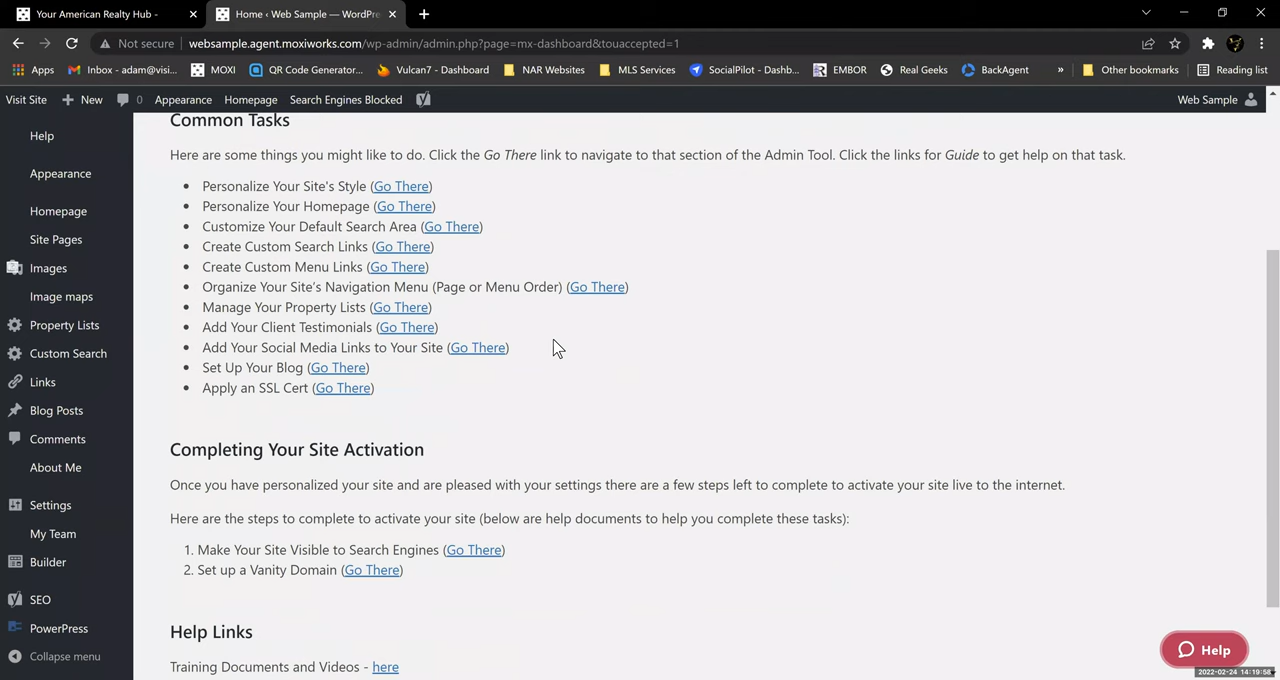 Your American Realty Hub -
Home ‹ Web Sample — WordPre
Not secure
websample.agent.moxiworks.com/wp-admin/admin.php?page=mx-dashboard&touaccepted=1
Apps
Inbox - adam@visi...
MOXI
QR Code Generator...
Vulcan7 - Dashboard
NAR Websites
MLS Services
SocialPilot - Dashb...
EMBOR
Real Geeks
BackAgent
»
Other bookmarks
Reading list
Visit Site
New
0
Appearance
Homepage
Search Engines Blocked
Web Sample
Help
Appearance
Homepage
Site Pages
Images
Image maps
Property Lists
Custom Search
Links
Blog Posts
Comments
About Me
Settings
My Team
Builder
SEO
PowerPress
Collapse menu
Common Tasks
Here are some things you might like to do. Click the Go There link to navigate to that section of the Admin Tool. Click the links for Guide to get help on that task.
• Personalize Your Site's Style (Go There)
• Personalize Your Homepage (Go There)
• Customize Your Default Search Area (Go There)
• Create Custom Search Links (Go There)
• Create Custom Menu Links (Go There)
• Organize Your Site's Navigation Menu (Page or Menu Order) (Go There)
• Manage Your Property Lists (Go There)
• Add Your Client Testimonials (Go There)
• Add Your Social Media Links to Your Site (Go There)
• Set Up Your Blog (Go There)
• Apply an SSL Cert (Go There)
Completing Your Site Activation
Once you have personalized your site and are pleased with your settings there are a few steps left to complete to activate your site live to the internet.
Here are the steps to complete to activate your site (below are help documents to help you complete these tasks):
1. Make Your Site Visible to Search Engines (Go There)
2. Set up a Vanity Domain (Go There)
Help Links
Training Documents and Videos - here
Help
2022-02-24 14:19:58